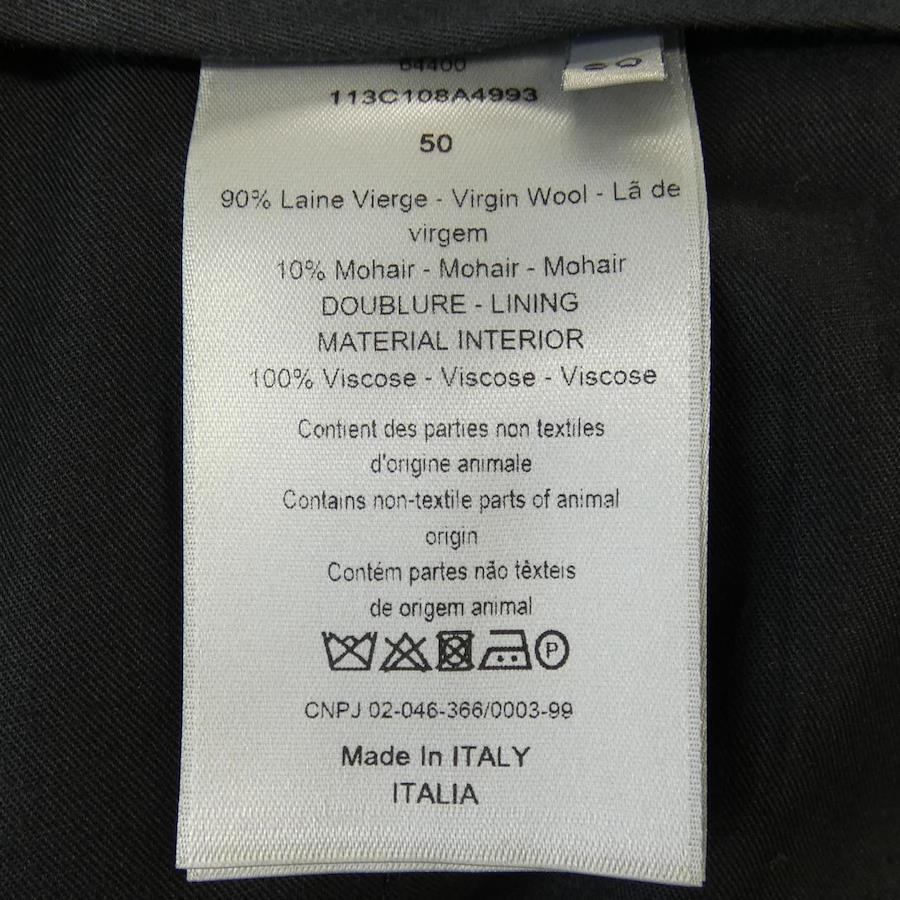 64400
113C108A4993
50
90% Laine Vierge - Virgin Wool - Lã de
virgem
10% Mohair - Mohair - Mohair
DOUBLURE - LINING
MATERIAL INTERIOR
100% Viscose - Viscose - Viscose
Contient des parties non textiles
d'origine animale
Contains non-textile parts of animal
origin
Contém partes não têxteis
de origem animal
P
CNPJ 02-046-366/0003-99
Made In ITALY
ITALIA